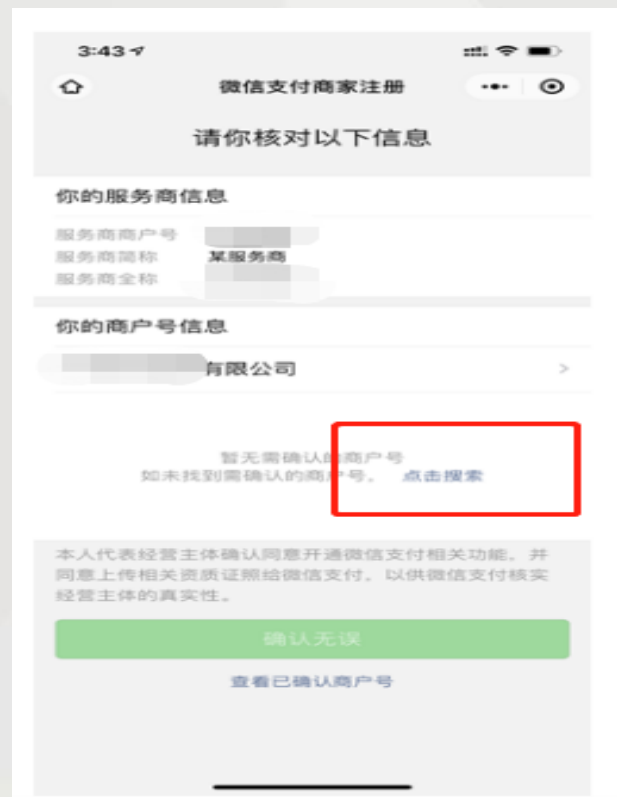 3:43
微信支付商家注册
请你核对以下信息
你的服务商信息
服务商商户号
服务商简称 某服务商
服务商全称
你的商户号信息
有限公司
暂无需确认的商户号
如未找到需确认的商户号。 点击搜索
本人代表经营主体确认同意开通微信支付相关功能。并
同意上传相关资质证照给微信支付。以供微信支付核实
经营主体的真实性。
确认无误
查看已确认商户号